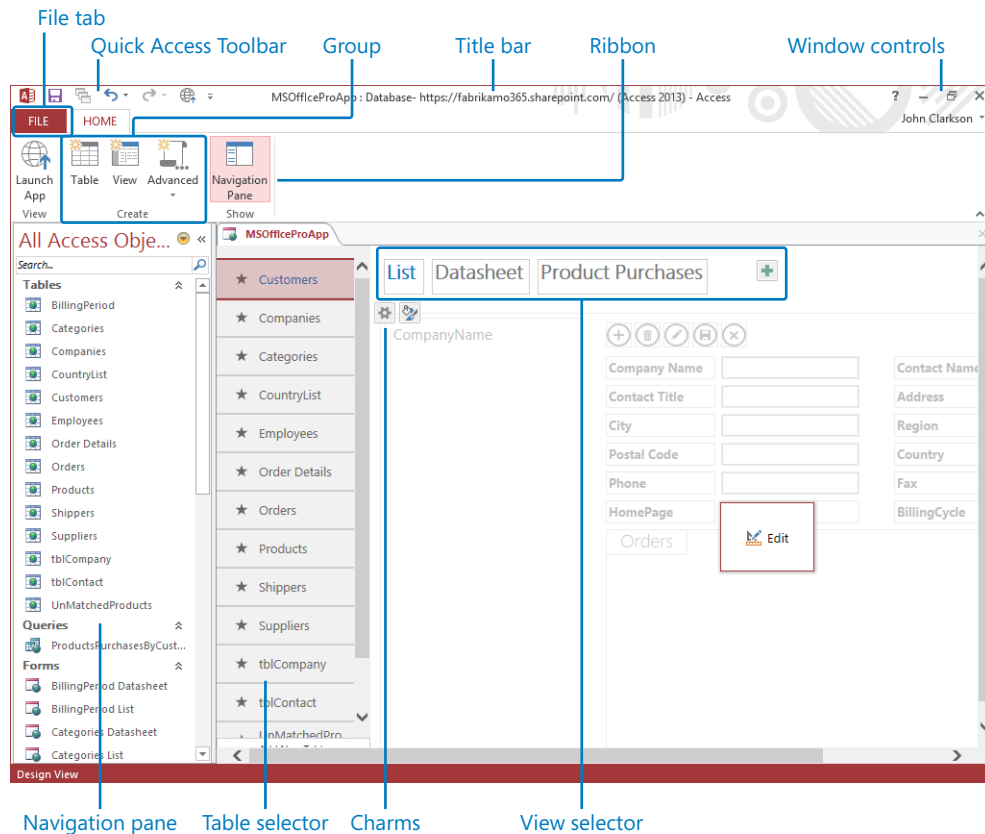 File tab
Quick Access Toolbar
Group
Title bar
Ribbon
Window controls
MSOffIceProApp : Database- https://fabrikamo365.sharepoint.com/ (Access 2013) - Access
?
FILE
HOME
John Clarkson
Launch App
Table
View
Advanced
Navigation Pane
View
Create
Show
All Access Obje...
«
Search...
Tables
BillingPeriod
Categories
Companies
CountryList
Customers
Employees
Order Details
Orders
Products
Shippers
Suppliers
tblCompany
tblContact
UnMatchedProducts
Queries
ProductsPurchasesByCust...
Forms
BillingPeriod Datasheet
BillingPeriod List
Categories Datasheet
Categories List
MSOffIceProApp
Customers
Companies
Categories
CountryList
Employees
Order Details
Orders
Products
Shippers
Suppliers
tblCompany
tblContact
UnMatchedPro
List
Datasheet
Product Purchases
CompanyName
Company Name
Contact Name
Contact Title
Address
City
Region
Postal Code
Country
Phone
Fax
HomePage
BillingCycle
Orders
Edit
Design View
Navigation pane
Table selector
Charms
View selector